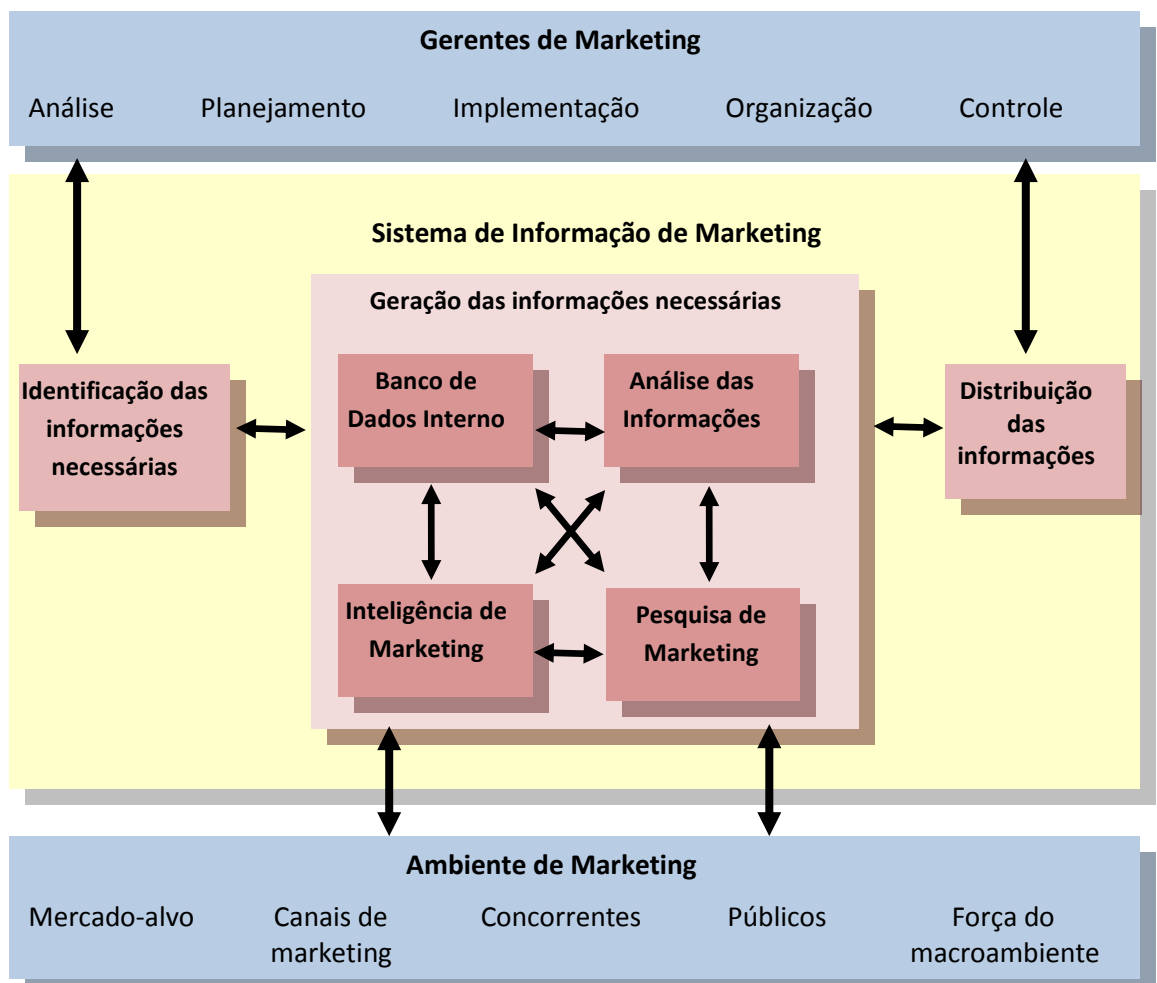 Gerentes de Marketing
Análise Planejamento Implementação Organização Controle
Sistema de Informação de Marketing
Geração das informações necessárias
Identificação das
informações
necessárias
Banco de
Dados Interno
Análise das
Informações
Distribuição
das
informações
Inteligência de
Marketing
Pesquisa de
Marketing
Ambiente de Marketing
Mercado-alvo
Canais de
marketing
Concorrentes
Públicos
Força do
macroambiente